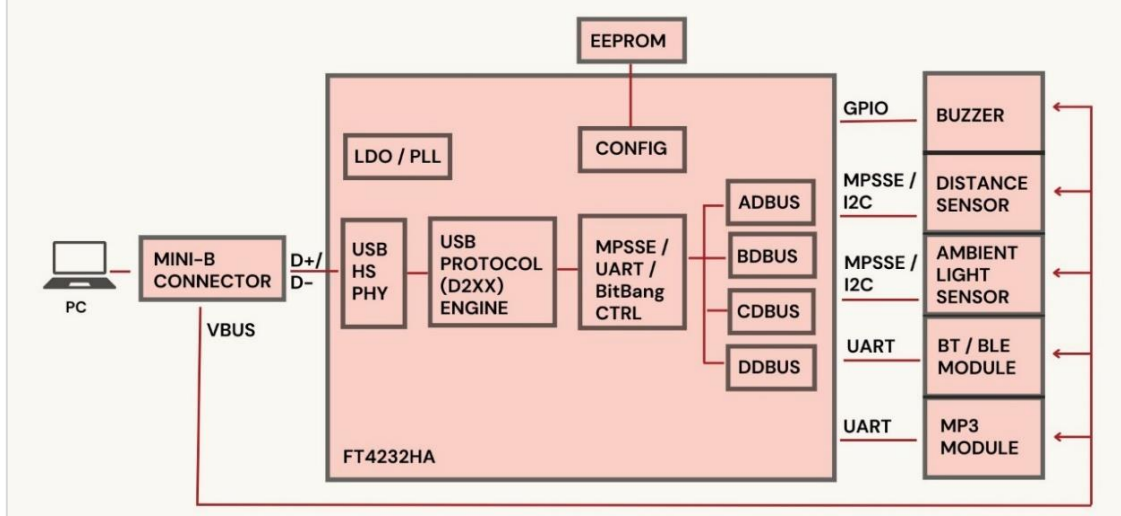 EEPROM
CONFIG
LDO / PLL
USB
HS
PHY
USB
PROTOCOL
(D2XX)
ENGINE
MPSSE /
UART /
BitBang
CTRL
ADBUS
BDBUS
CDBUS
DDBUS
FT4232HA
PC
MINI-B
CONNECTOR
D+/
D-
VBUS
GPIO
BUZZER
MPSSE /
I2C
DISTANCE
SENSOR
MPSSE /
I2C
AMBIENT
LIGHT
SENSOR
UART
BT / BLE
MODULE
UART
MP3
MODULE